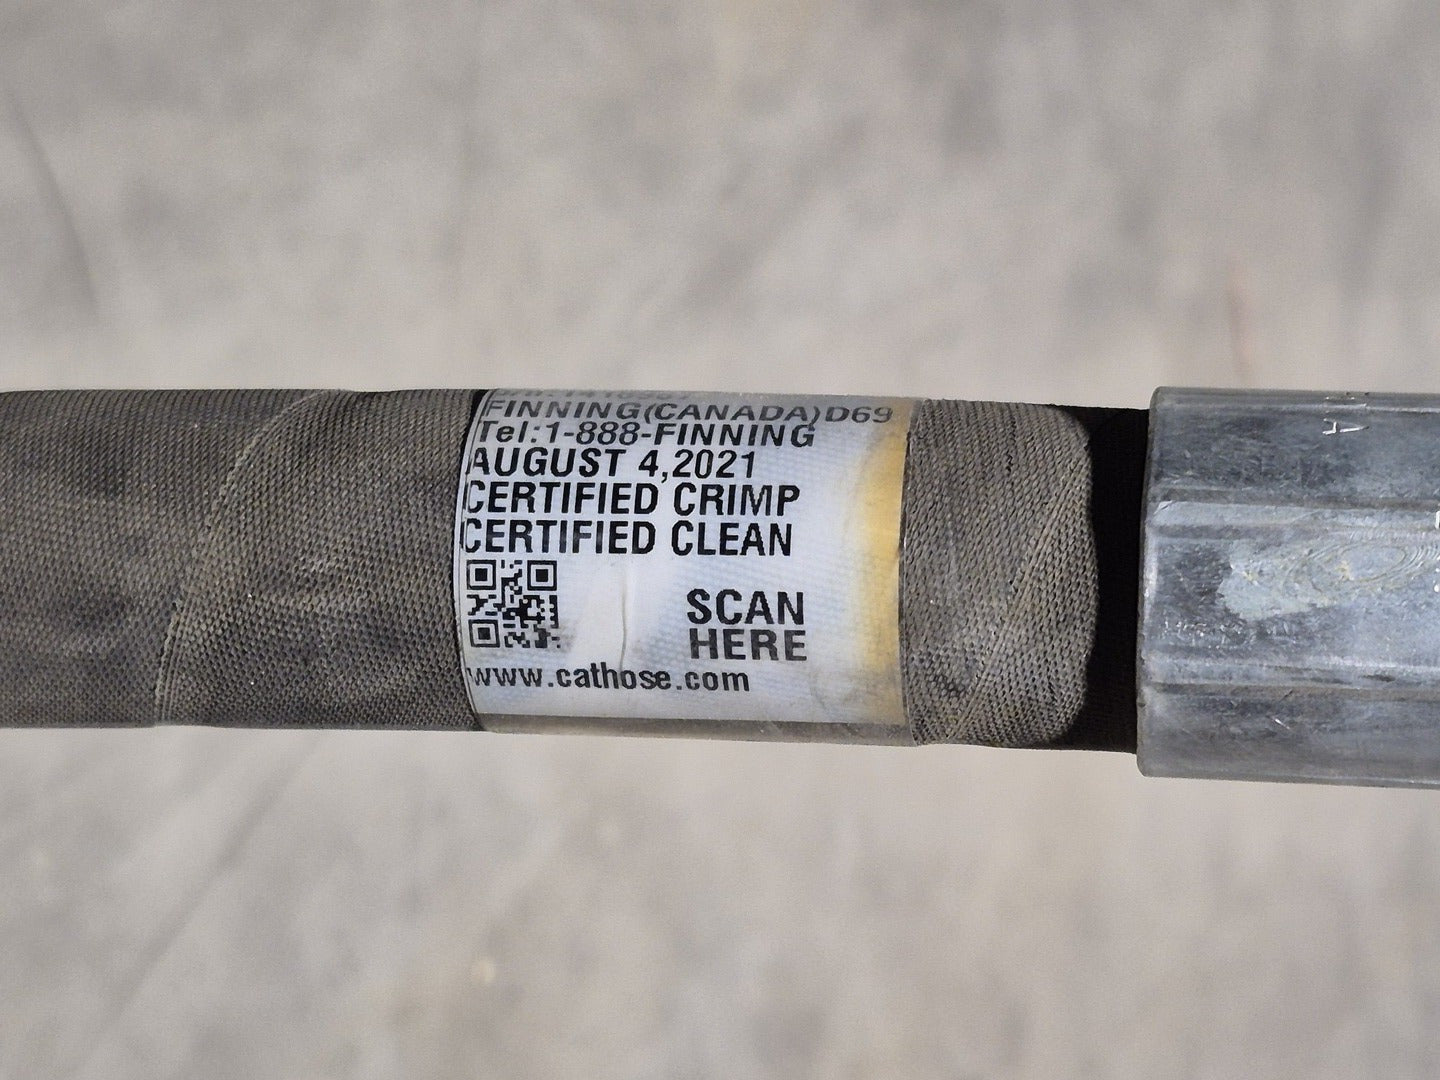 FINNING(CANADA)D69
Tel:1-888-FINNING
AUGUST 4,2021
CERTIFIED CRIMP
CERTIFIED CLEAN
SCAN
HERE
www.cathose.com